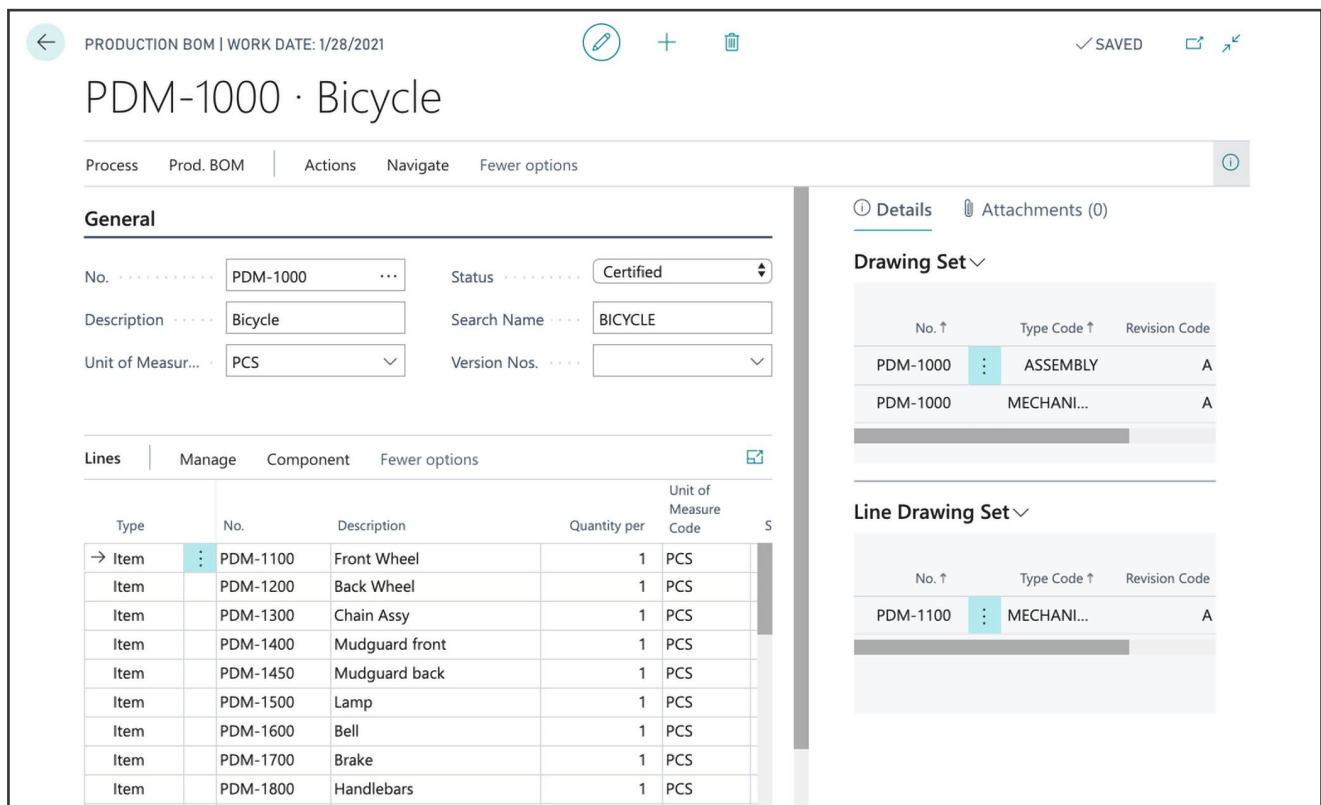 PRODUCTION BOM | WORK DATE: 1/28/2021
SAVED
PDM-1000 · Bicycle
Process Prod. BOM Actions Navigate Fewer options
General
No. PDM-1000 ... Status Certified
Description Bicycle Search Name BICYCLE
Unit of Measur... PCS Version Nos.
Lines Manage Component Fewer options
Type No. Description Quantity per Unit of Measure Code S
Item PDM-1100 Front Wheel 1 PCS
Item PDM-1200 Back Wheel 1 PCS
Item PDM-1300 Chain Assy 1 PCS
Item PDM-1400 Mudguard front 1 PCS
Item PDM-1450 Mudguard back 1 PCS
Item PDM-1500 Lamp 1 PCS
Item PDM-1600 Bell 1 PCS
Item PDM-1700 Brake 1 PCS
Item PDM-1800 Handlebars 1 PCS
Details Attachments (0)
Drawing Set
No. ↑ Type Code ↑ Revision Code
PDM-1000 ASSEMBLY A
PDM-1000 MECHANI... A
Line Drawing Set
No. ↑ Type Code ↑ Revision Code
PDM-1100 MECHANI... A